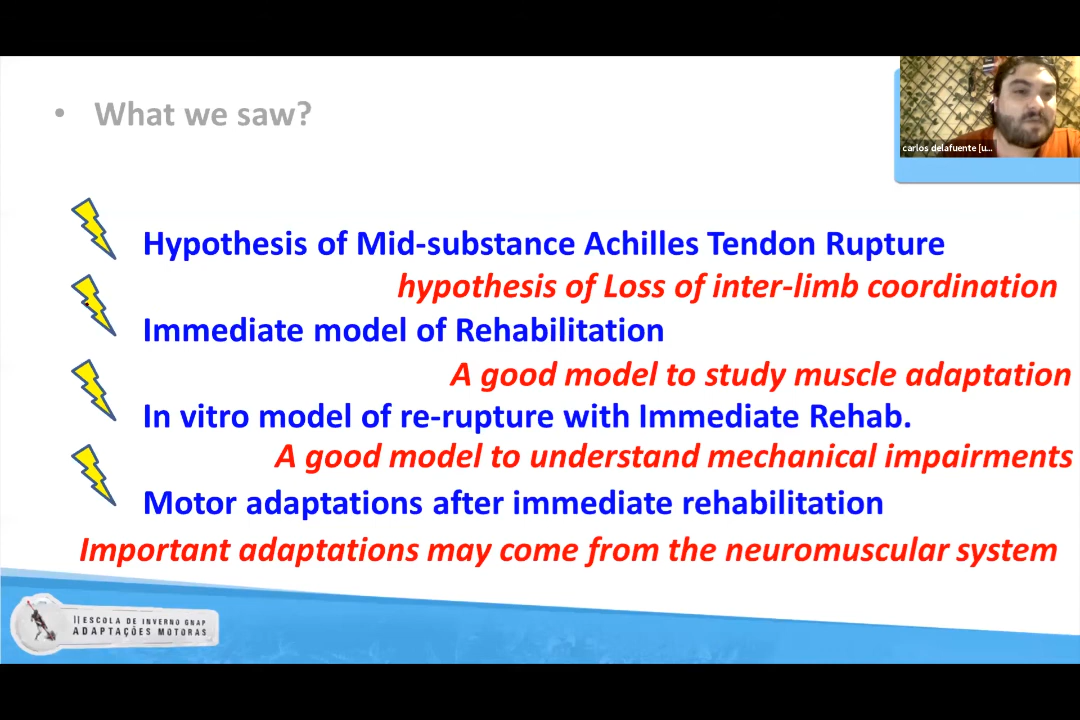 • What we saw?
carlos delafuente [u...
Hypothesis of Mid-substance Achilles Tendon Rupture
hypothesis of Loss of inter-limb coordination
Immediate model of Rehabilitation
A good model to study muscle adaptation
In vitro model of re-rupture with Immediate Rehab.
A good model to understand mechanical impairments
Motor adaptations after immediate rehabilitation
Important adaptations may come from the neuromuscular system
II ESCOLA DE INVERNO GNAP
ADAPTAÇÕES MOTORAS